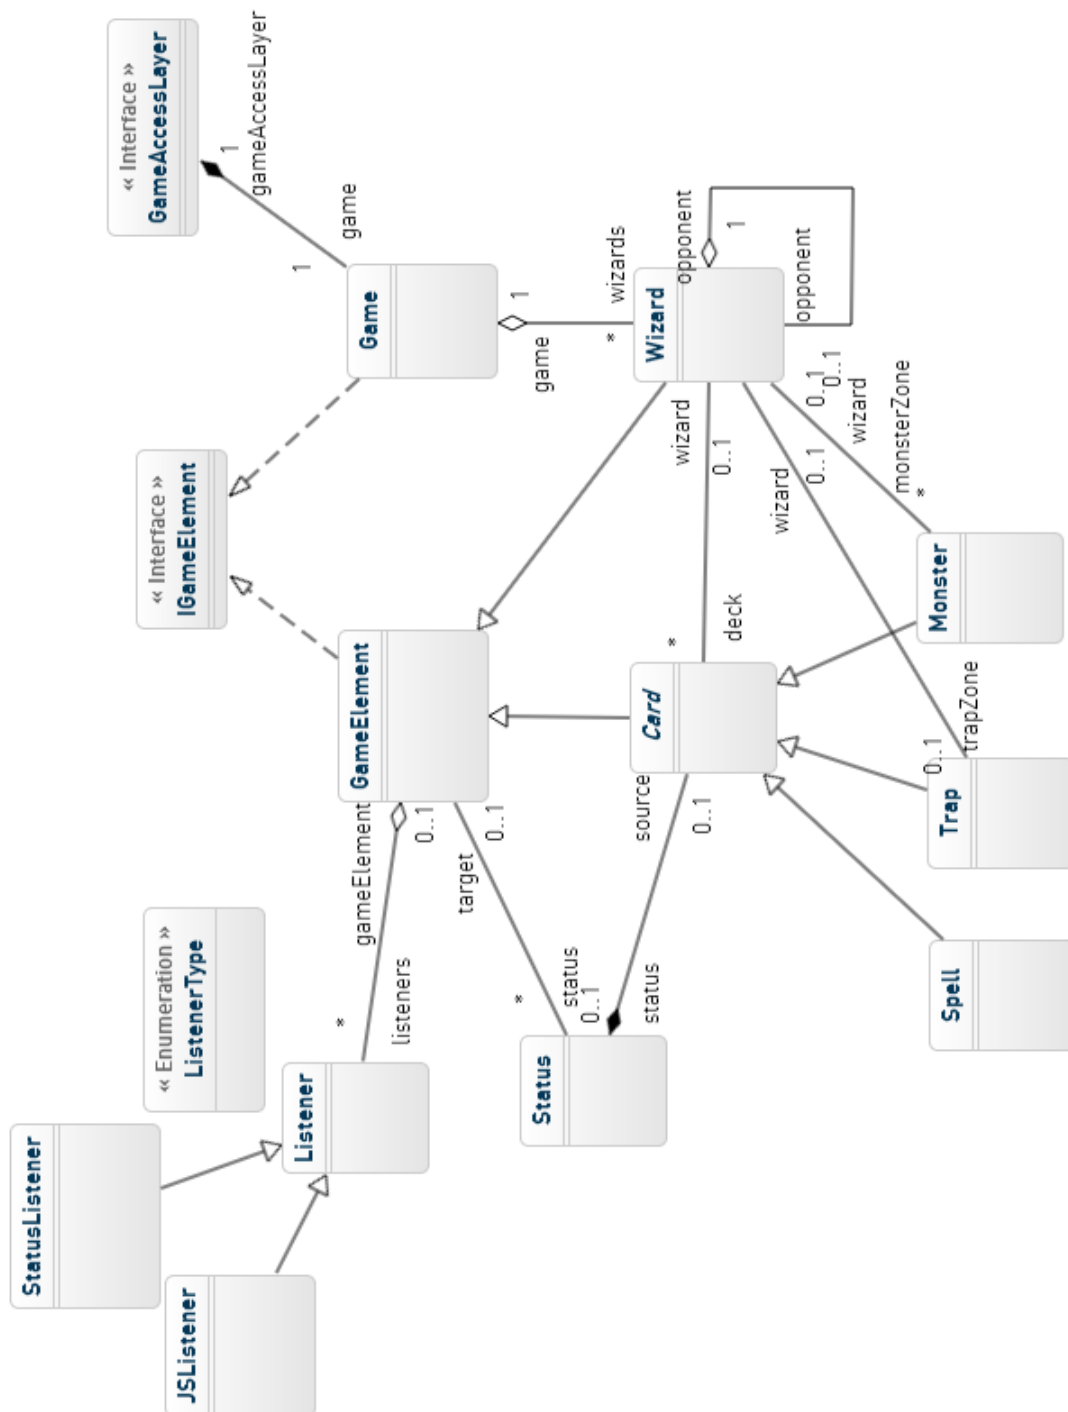 « Interface »
GameAccessLayer
1
gameAccessLayer
game
1
Game
« Interface »
IGameElement
1
game
wizards
*
Wizard
opponent
1
opponent
0..1
0..1
wizard
monsterZone
*
wizard
0..1
wizard
0..1
deck
*
Monster
GameElement
gameElement
0..1
target
0..1
Card
source
0..1
trapZone
0..1
Trap
Spell
« Enumeration »
ListenerType
*
listeners
Listener
*
status
0..1
status
Status
StatusListener
JSListener